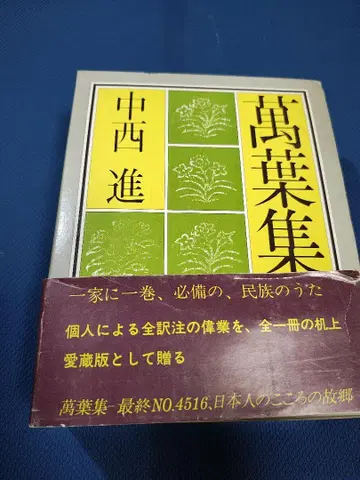 萬葉集
中西 進
一家に一巻、必備の、民族のうた
個人による全訳注の偉業を、全一冊の机上
愛蔵版として贈る
萬葉集―最終NO.4516、日本人のこころの故郷